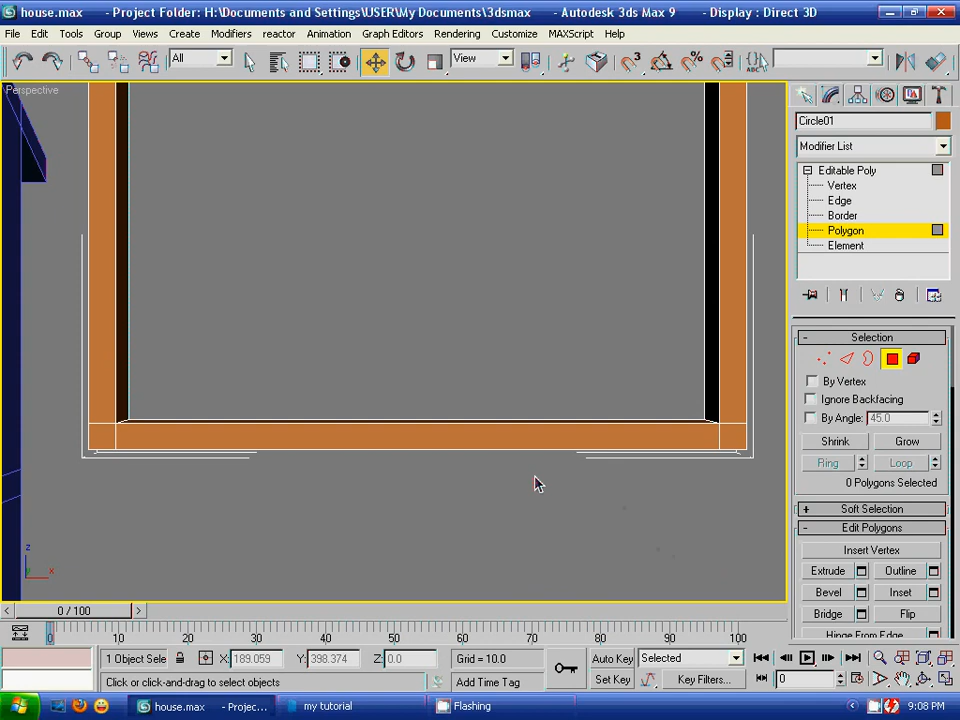 house.max - Project Folder: H:\Documents and Settings\USER\My Documents\3dsmax - Autodesk 3ds Max 9 - Display : Direct 3D
File Edit Tools Group Views Create Modifiers reactor Animation Graph Editors Rendering Customize MAXScript Help
All View
Perspective
Circle01
Modifier List
Editable Poly
Vertex
Edge
Border
Polygon
Element
- Selection
By Vertex
Ignore Backfacing
By Angle: 45.0
Shrink Grow
Ring Loop
0 Polygons Selected
+ Soft Selection
- Edit Polygons
Insert Vertex
Extrude Outline
Bevel Inset
Bridge Flip
Hinge From Edge
z
y x
< 0 / 100 >
0 10 20 30 40 50 60 70 80 90 100
1 Object Sele X: 189.059 Y: 398.374 Z: 0.0 Grid = 10.0 Auto Key Selected
Click or click-and-drag to select objects Add Time Tag Set Key Key Filters... 0
start house.max - Projec... my tutorial Flashing 9:08 PM